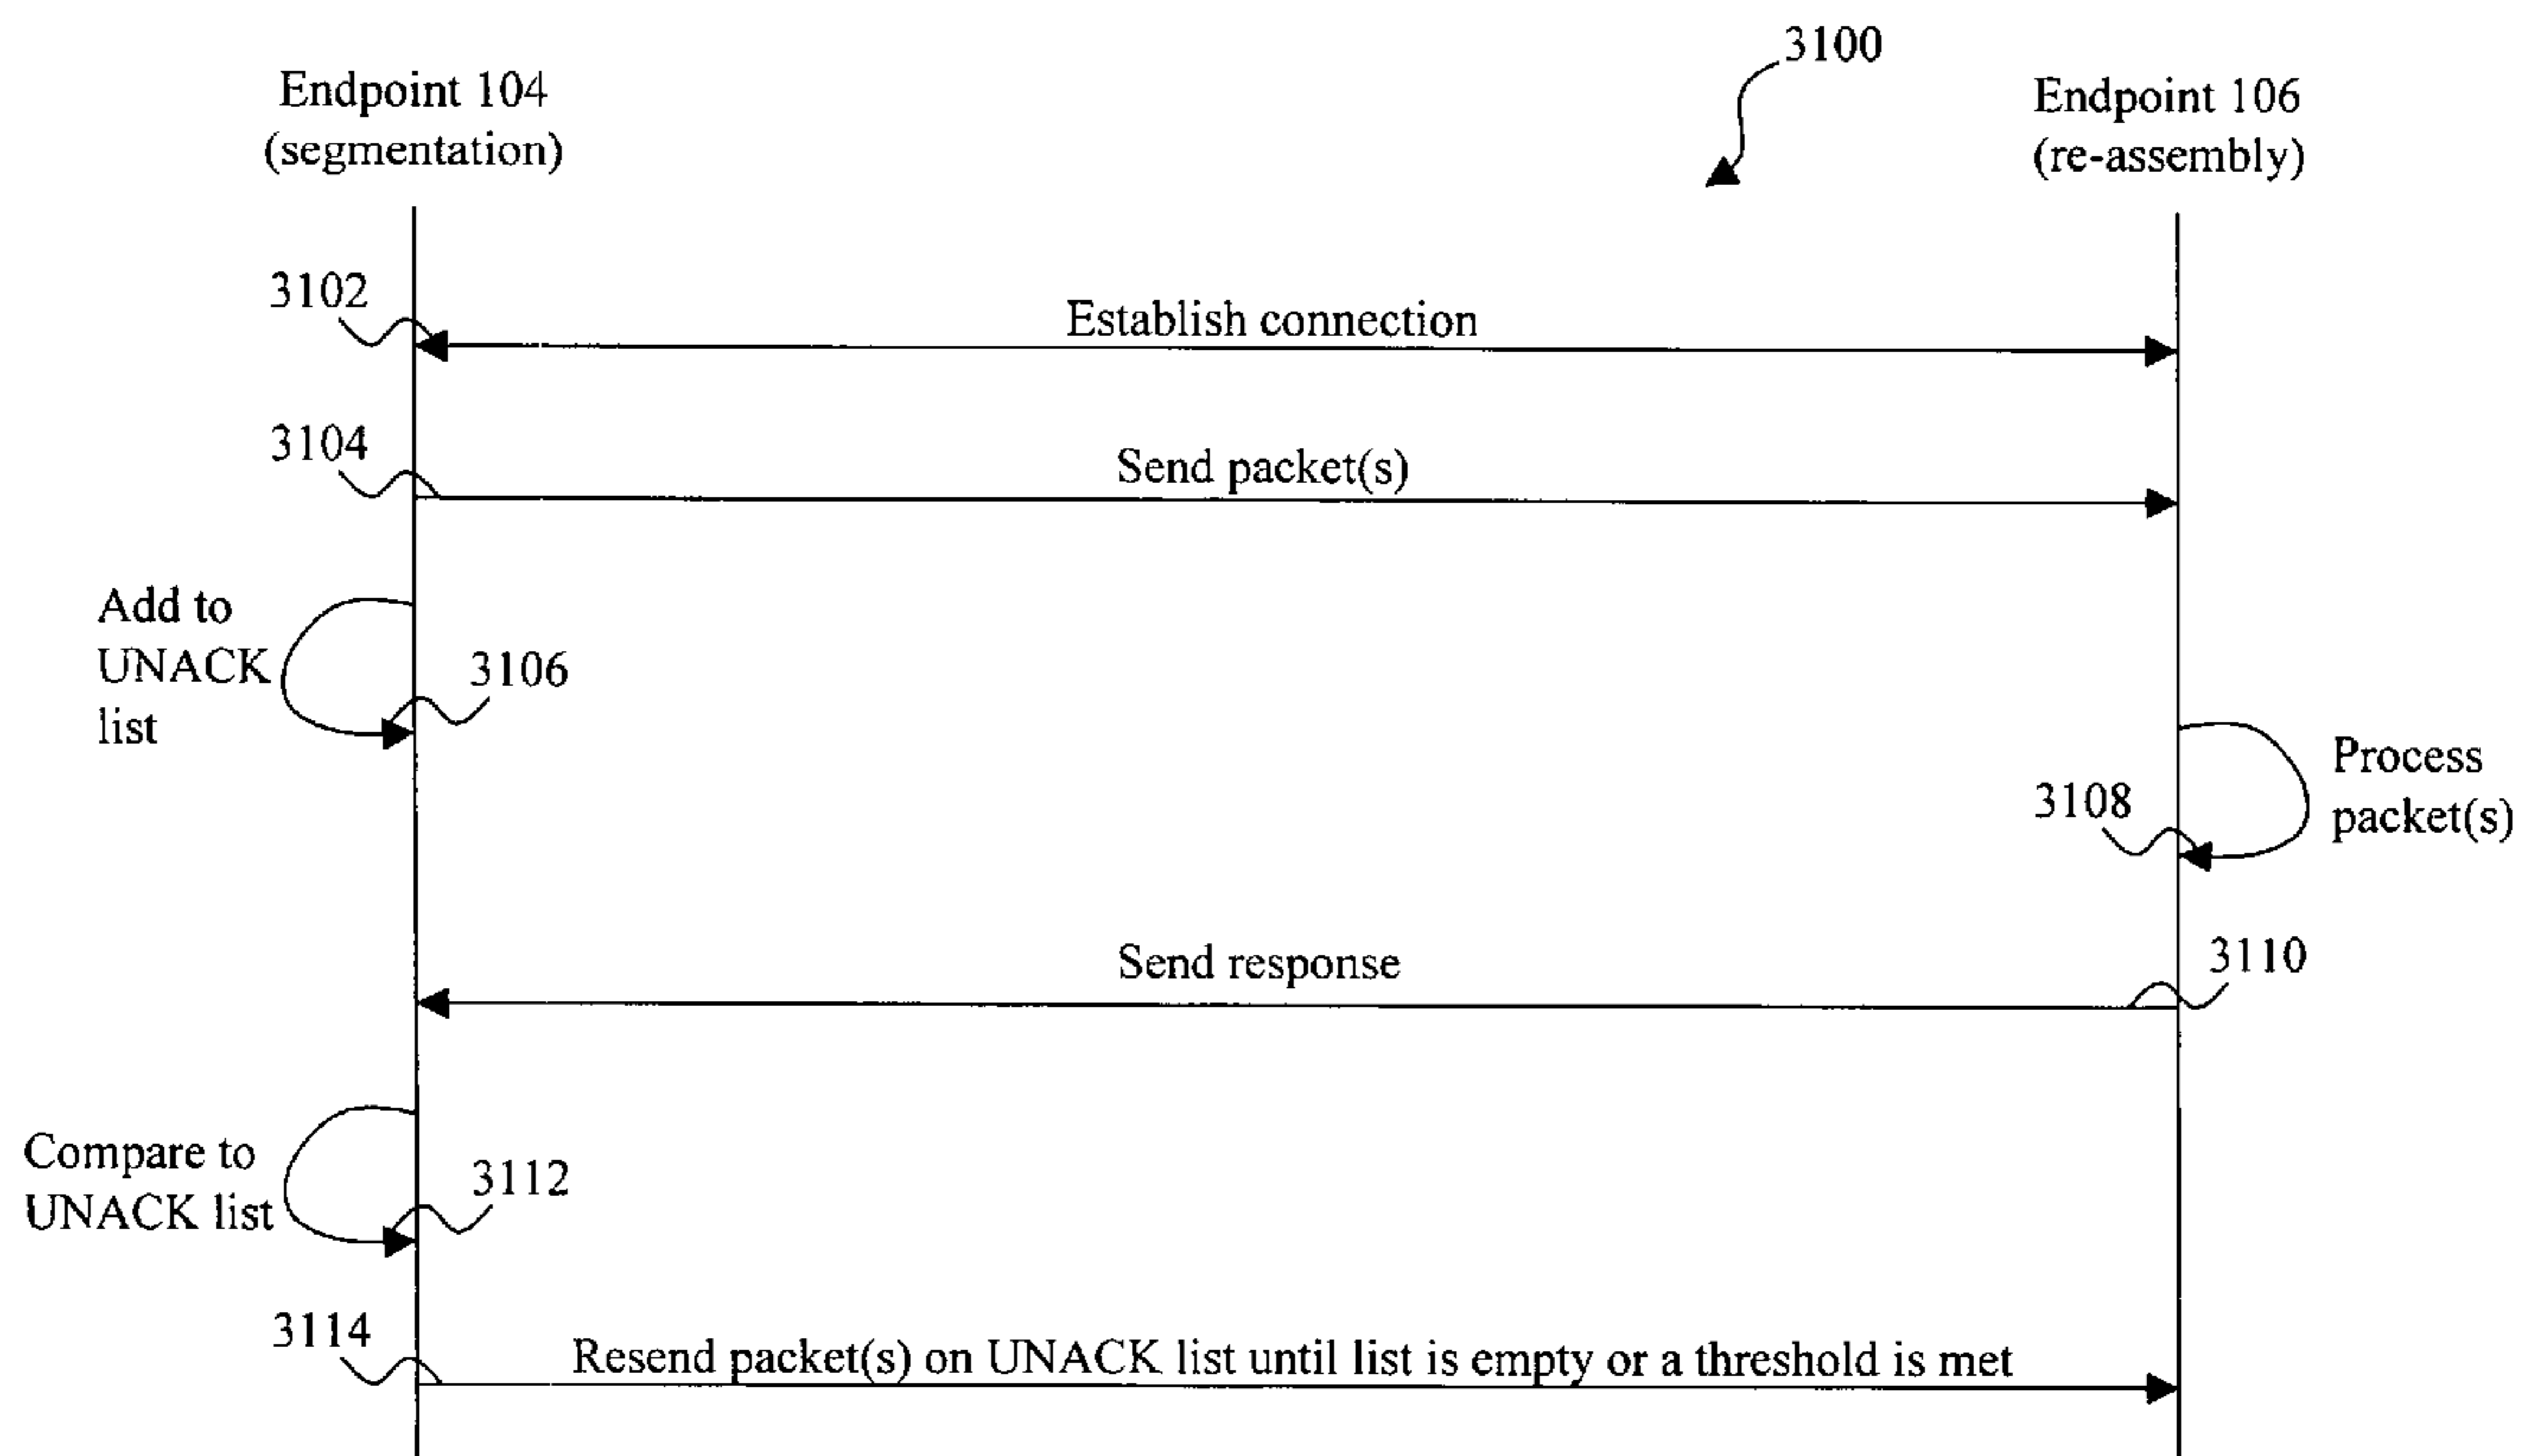 3100
Endpoint 104
(segmentation)
Endpoint 106
(re-assembly)
3102
Establish connection
3104
Send packet(s)
Add to
UNACK
list
3106
Process
packet(s)
3108
Send response
3110
Compare to
UNACK list
3112
3114
Resend packet(s) on UNACK list until list is empty or a threshold is met